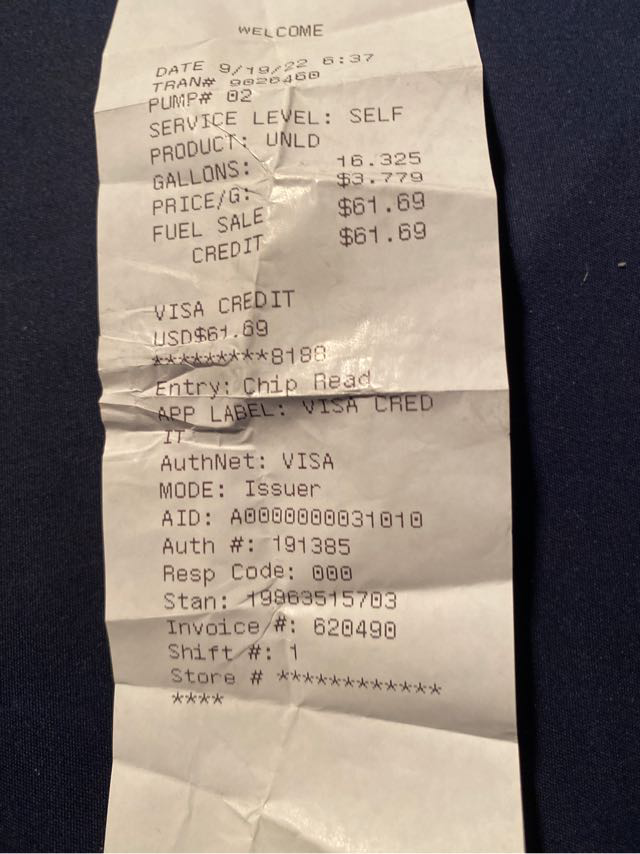 WELCOME
DATE 9/19/22 6:37
TRAN# 9026460
PUMP# 02
SERVICE LEVEL: SELF
PRODUCT: UNLD
GALLONS: 16.325
PRICE/G: $3.779
FUEL SALE $61.69
CREDIT $61.69
VISA CREDIT
USD$61.69
*********8198
Entry: Chip Read
APP LABEL: VISA CRED
IT
AuthNet: VISA
MODE: Issuer
AID: A0000000031010
Auth #: 191385
Resp Code: 000
Stan: 19963515703
Invoice #: 620490
Shift #: 1
Store # ************
****